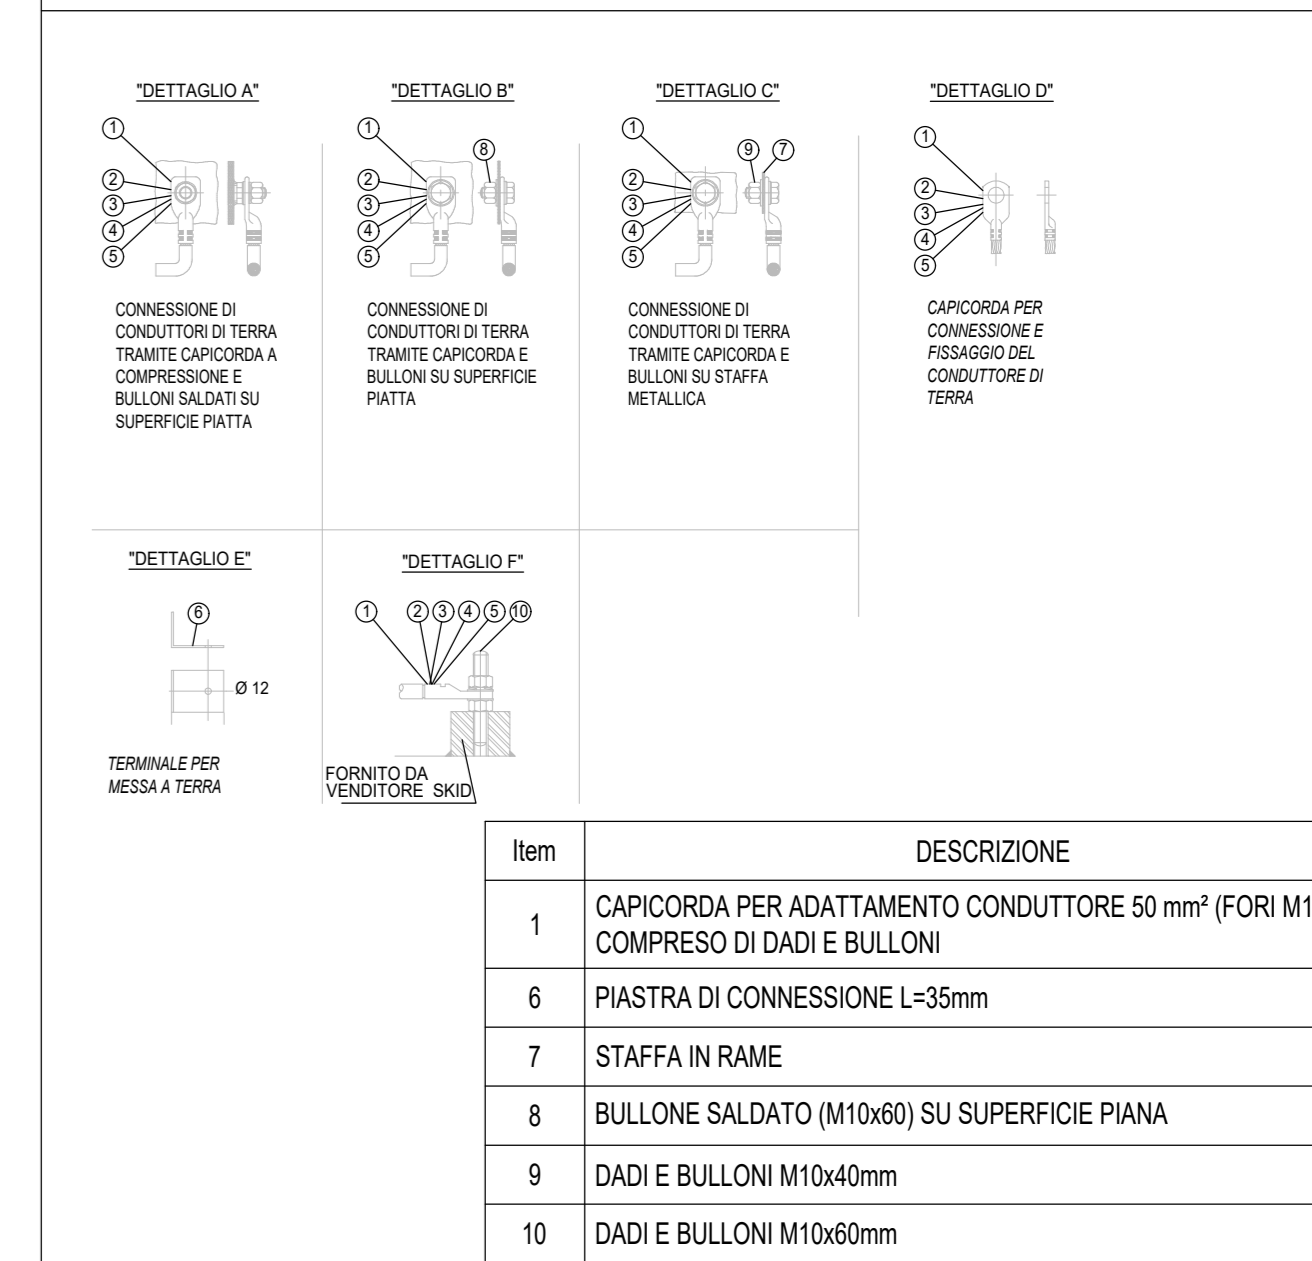 "DETTAGLIO A"
1
2
3
4
5
CONNESSIONE DI
CONDUTTORI DI TERRA
TRAMITE CAPICORDA A
COMPRESSIONE E
BULLONI SALDATI SU
SUPERFICIE PIATTA
"DETTAGLIO B"
1
8
2
3
4
5
CONNESSIONE DI
CONDUTTORI DI TERRA
TRAMITE CAPICORDA E
BULLONI SU SUPERFICIE
PIATTA
"DETTAGLIO C"
1
9 7
2
3
4
5
CONNESSIONE DI
CONDUTTORI DI TERRA
TRAMITE CAPICORDA E
BULLONI SU STAFFA
METALLICA
"DETTAGLIO D"
1
2
3
4
5
CAPICORDA PER
CONNESSIONE E
FISSAGGIO DEL
CONDUTTORE DI
TERRA
"DETTAGLIO E"
6
Ø 12
TERMINALE PER
MESSA A TERRA
"DETTAGLIO F"
1 2 3 4 5 10
FORNITO DA
VENDITORE SKID
Item DESCRIZIONE
1 CAPICORDA PER ADATTAMENTO CONDUTTORE 50 mm² (FORI
COMPRESO DI DADI E BULLONI
6 PIASTRA DI CONNESSIONE L=35mm
7 STAFFA IN RAME
8 BULLONE SALDATO (M10x60) SU SUPERFICIE PIANA
9 DADI E BULLONI M10x40mm
10 DADI E BULLONI M10x60mm